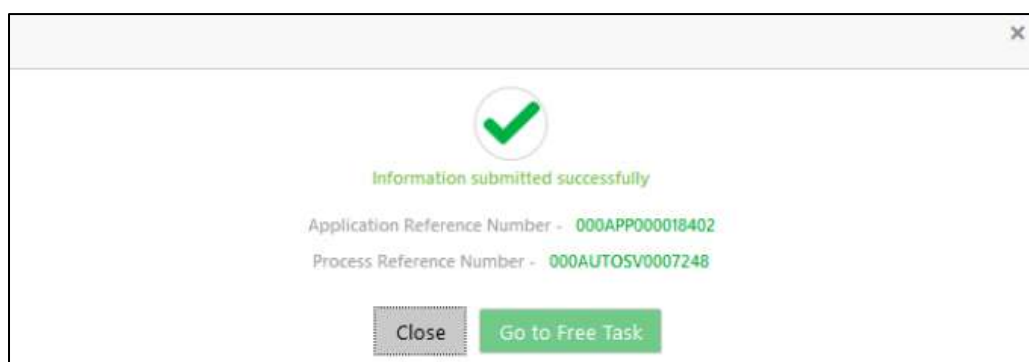 Information submitted successfully
Application Reference Number - 000APP000018402
Process Reference Number - 000AUTOSV0007248
Close Go to Free Task